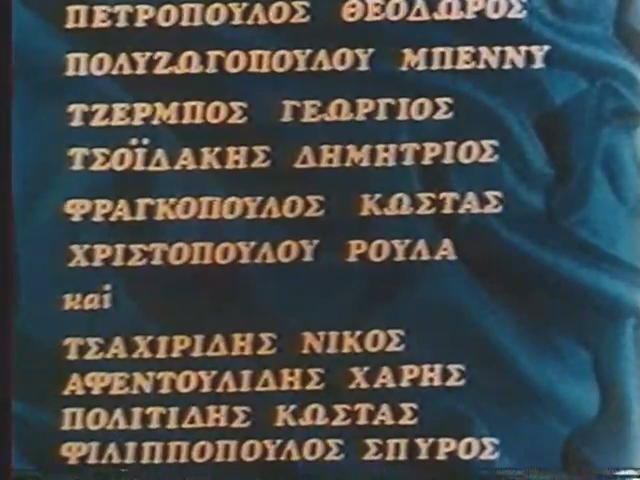 ΠΕΤΡΟΠΟΥΛΟΣ ΘΕΟΔΩΡΟΣ
ΠΟΛΥΖΩΓΟΠΟΥΛΟΥ ΜΠΕΝΝΥ
ΤΖΕΡΜΠΟΣ ΓΕΩΡΓΙΟΣ
ΤΣΟΪΔΑΚΗΣ ΔΗΜΗΤΡΙΟΣ
ΦΡΑΓΚΟΠΟΥΛΟΣ ΚΩΣΤΑΣ
ΧΡΙΣΤΟΠΟΥΛΟΥ ΡΟΥΛΑ
καί
ΤΣΑΧΙΡΙΔΗΣ ΝΙΚΟΣ
ΑΦΕΝΤΟΥΛΙΔΗΣ ΧΑΡΗΣ
ΠΟΛΙΤΙΔΗΣ ΚΩΣΤΑΣ
ΦΙΛΙΠΠΟΠΟΥΛΟΣ ΣΠΥΡΟΣ